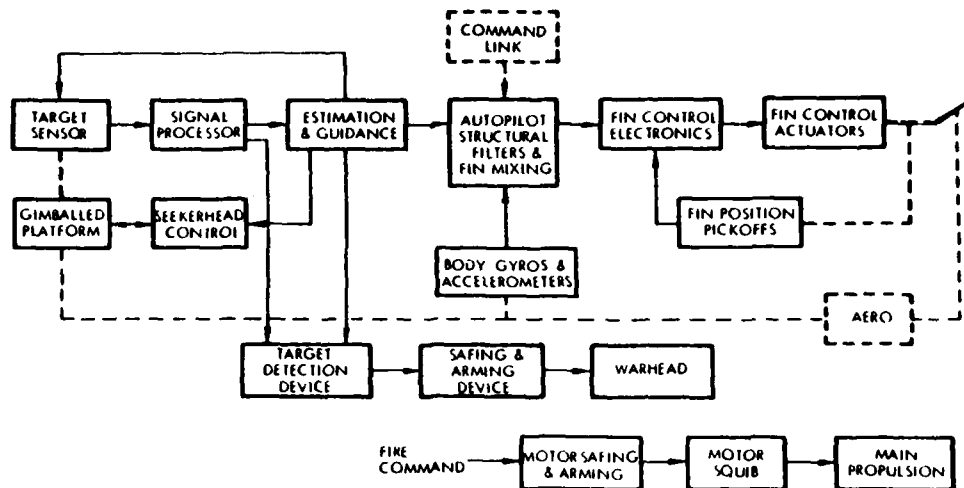 COMMAND
LINK
TARGET
SENSOR
SIGNAL
PROCESSOR
ESTIMATION
& GUIDANCE
AUTOPILOT
STRUCTURAL
FILTERS &
FIN MIXING
FIN CONTROL
ELECTRONICS
FIN CONTROL
ACTUATORS
GIMBALLED
PLATFORM
SEEKERHEAD
CONTROL
FIN POSITION
PICKOFFS
BODY GYROS &
ACCELEROMETERS
AERO
TARGET
DETECTION
DEVICE
SAFING &
ARMING
DEVICE
WARHEAD
FIRE
COMMAND
MOTOR SAFING
& ARMING
MOTOR
SQUIB
MAIN
PROPULSION